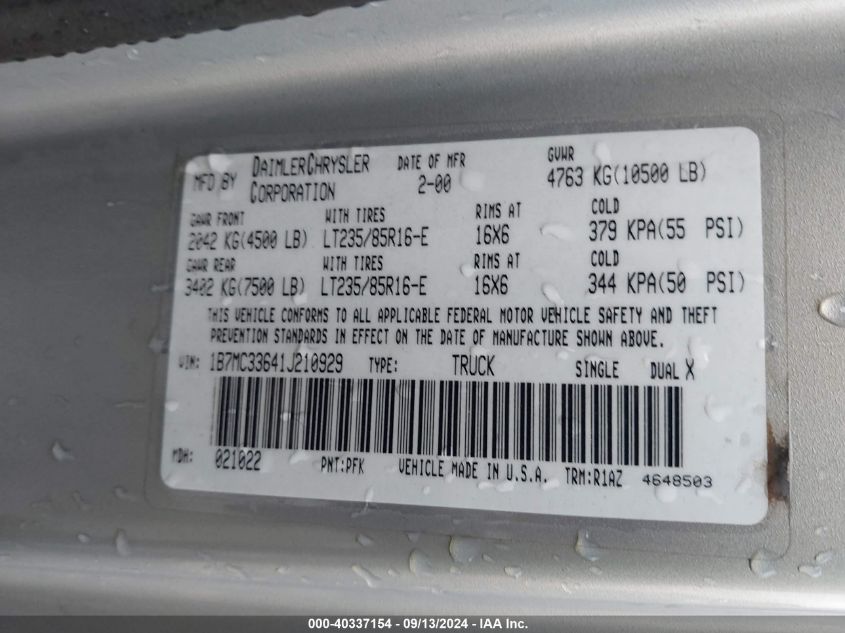 MFD BY DAIMLERCHRYSLER CORPORATION DATE OF MFR 2-00 GVWR 4763 KG(10500 LB)
GAWR FRONT WITH TIRES RIMS AT COLD
2042 KG(4500 LB) LT235/85R16-E 16X6 379 KPA(55 PSI)
GAWR REAR WITH TIRES RIMS AT COLD
3402 KG(7500 LB) LT235/85R16-E 16X6 344 KPA(50 PSI)
THIS VEHICLE CONFORMS TO ALL APPLICABLE FEDERAL MOTOR VEHICLE SAFETY AND THEFT
PREVENTION STANDARDS IN EFFECT ON THE DATE OF MANUFACTURE SHOWN ABOVE.
VIN: 1B7MC33641J210929 TYPE: TRUCK SINGLE DUAL X
MDH: 021022 PNT:PFK VEHICLE MADE IN U.S.A. TRM:R1AZ 4648503
000-40337154 - 09/13/2024 - IAA Inc.